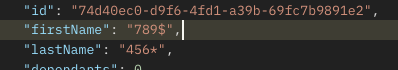 "id": "74d40ec0-d9f6-4fd1-a39b-69fc7b9891e2",
"firstName": "789$",
"lastName": "456*",
"dependants": 0